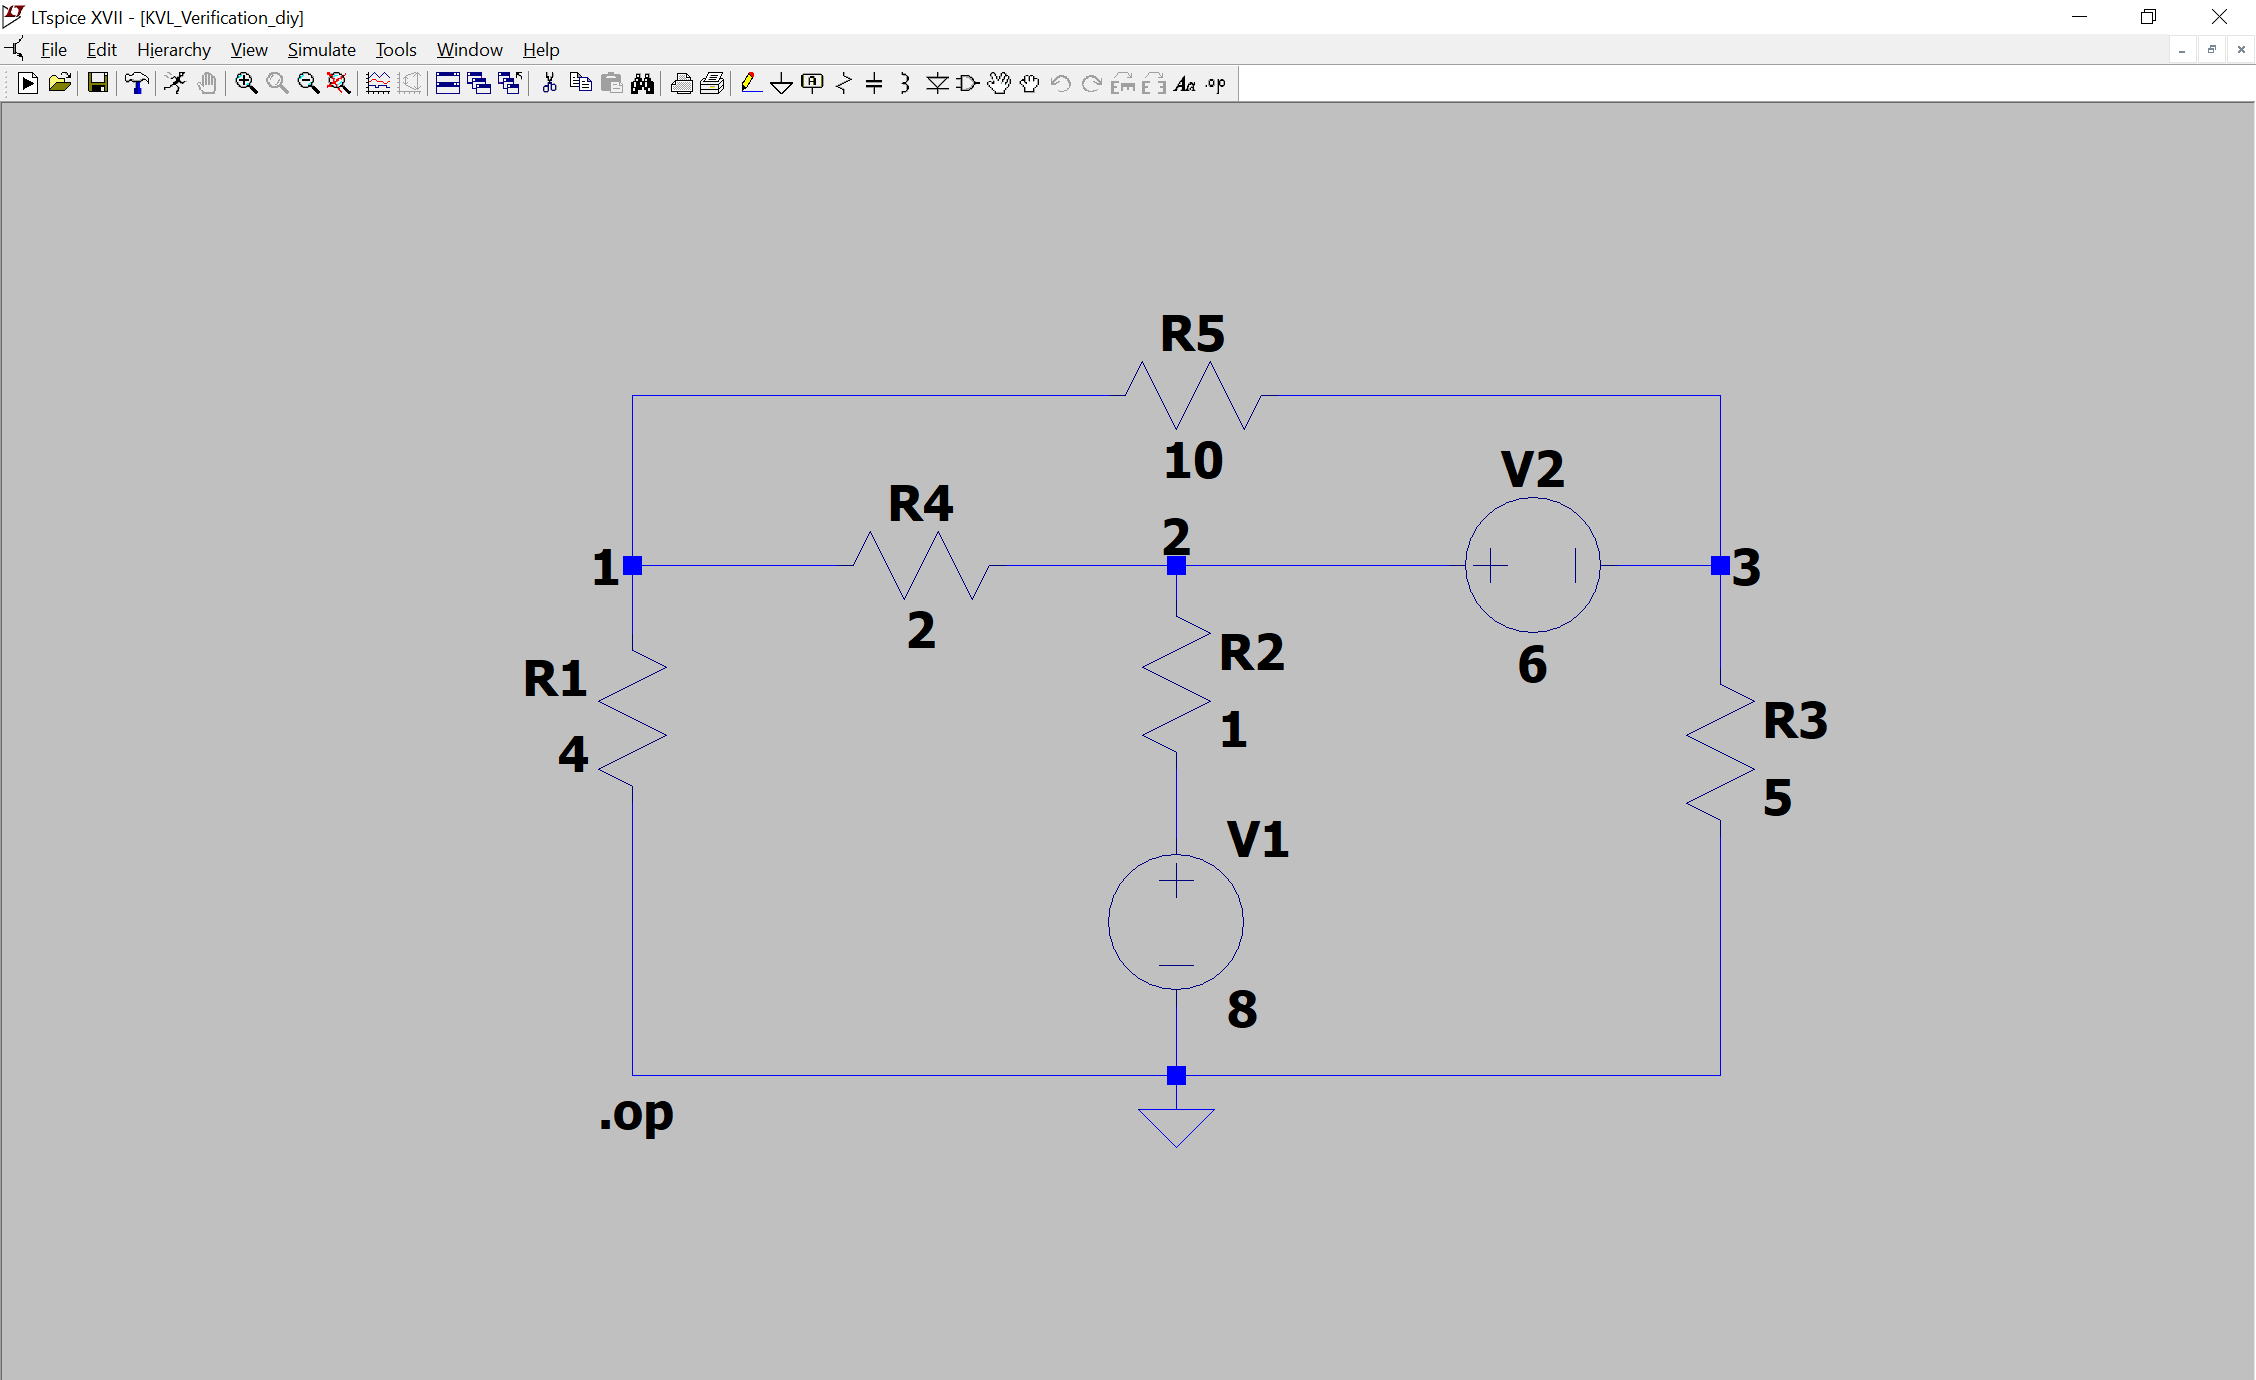 LTspice XVII - [KVL_Verification_diy]
File Edit Hierarchy View Simulate Tools Window Help
.op
R5
10
V2
R4
2
1
3
2
6
R1
4
R2
1
R3
5
V1
8
.op